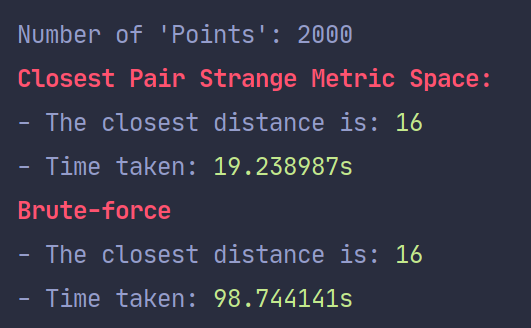 Number of 'Points': 2000
Closest Pair Strange Metric Space:
- The closest distance is: 16
- Time taken: 19.238987s
Brute-force
- The closest distance is: 16
- Time taken: 98.744141s